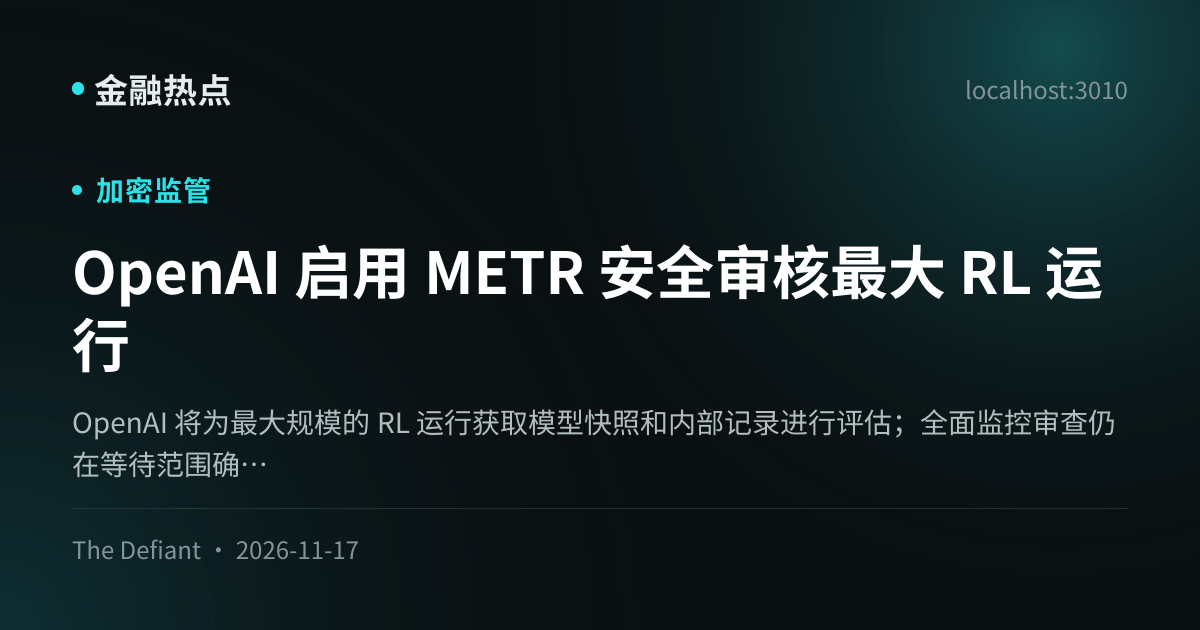 金融热点
localhost:3010
加密监管
OpenAI 启用 METR 安全审核最大 RL 运
行
OpenAI 将为最大规模的 RL 运行获取模型快照和内部记录进行评估；全面监控审查仍
在等待范围确…
The Defiant · 2026-11-17